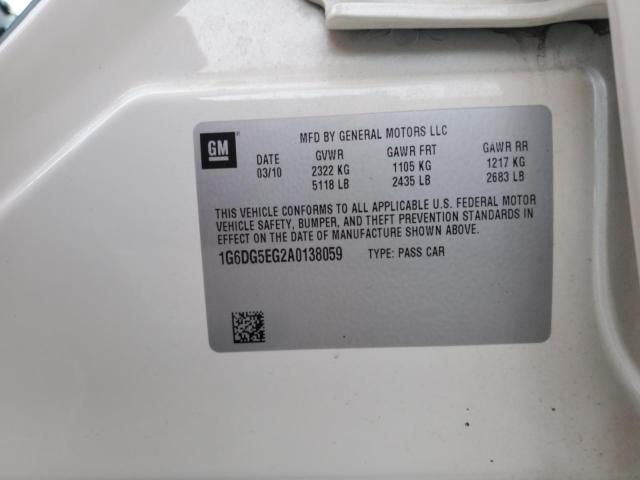 GM
MFD BY GENERAL MOTORS LLC
DATE GVWR GAWR FRT GAWR RR
03/10 2322 KG 1105 KG 1217 KG
5118 LB 2435 LB 2683 LB
THIS VEHICLE CONFORMS TO ALL APPLICABLE U.S. FEDERAL MOTOR
VEHICLE SAFETY, BUMPER, AND THEFT PREVENTION STANDARDS IN
EFFECT ON THE DATE OF MANUFACTURE SHOWN ABOVE.
1G6DG5EG2A0138059 TYPE: PASS CAR